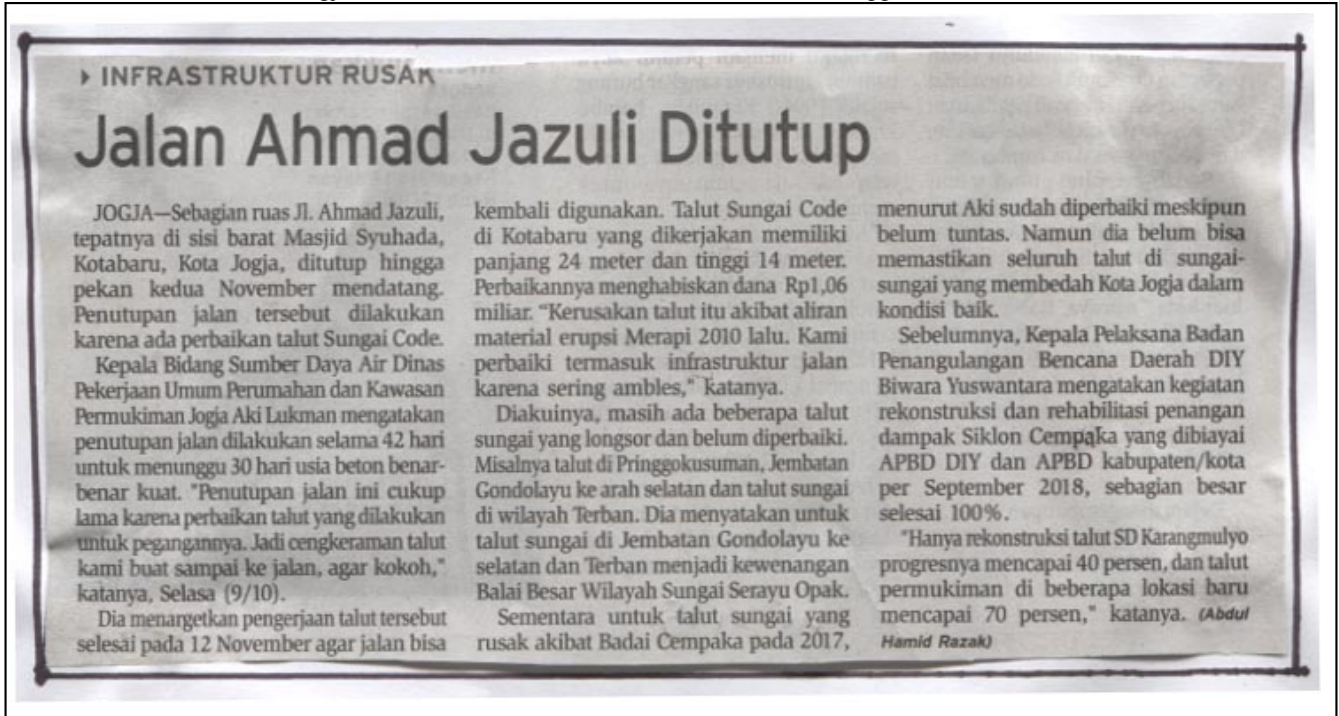 ▸ INFRASTRUKTUR RUSAK
Jalan Ahmad Jazuli Ditutup
JOGJA—Sebagian ruas Jl. Ahmad Jazuli,
tepatnya di sisi barat Masjid Syuhada,
Kotabaru, Kota Jogja, ditutup hingga
pekan kedua November mendatang.
Penutupan jalan tersebut dilakukan
karena ada perbaikan talut Sungai Code.
Kepala Bidang Sumber Daya Air Dinas
Pekerjaan Umum Perumahan dan Kawasan
Permukiman Jogja Aki Lukman mengatakan
penutupan jalan dilakukan selama 42 hari
untuk menunggu 30 hari usia beton benar-
benar kuat. "Penutupan jalan ini cukup
lama karena perbaikan talut yang dilakukan
untuk pegangannya. Jadi cengkeraman talut
kami buat sampai ke jalan, agar kokoh,"
katanya, Selasa (9/10).
Dia menargetkan pengerjaan talut tersebut
selesai pada 12 November agar jalan bisa
kembali digunakan. Talut Sungai Code
di Kotabaru yang dikerjakan memiliki
panjang 24 meter dan tinggi 14 meter.
Perbaikannya menghabiskan dana Rp1,06
miliar. "Kerusakan talut itu akibat aliran
material erupsi Merapi 2010 lalu. Kami
perbaiki termasuk infrastruktur jalan
karena sering ambles," katanya.
Diakuinya, masih ada beberapa talut
sungai yang longsor dan belum diperbaiki.
Misalnya talut di Pringgokusuman, Jembatan
Gondolayu ke arah selatan dan talut sungai
di wilayah Terban. Dia menyatakan untuk
talut sungai di Jembatan Gondolayu ke
selatan dan Terban menjadi kewenangan
Balai Besar Wilayah Sungai Serayu Opak.
Sementara untuk talut sungai yang
rusak akibat Badai Cempaka pada 2017,
menurut Aki sudah diperbaiki meskipun
belum tuntas. Namun dia belum bisa
memastikan seluruh talut di sungai-
sungai yang membedah Kota Jogja dalam
kondisi baik.
Sebelumnya, Kepala Pelaksana Badan
Penangulangan Bencana Daerah DIY
Biwara Yuswantara mengatakan kegiatan
rekonstruksi dan rehabilitasi penangan
dampak Siklon Cempaka yang dibiayai
APBD DIY dan APBD kabupaten/kota
per September 2018, sebagian besar
selesai 100%.
"Hanya rekonstruksi talut SD Karangmulyo
progresnya mencapai 40 persen, dan talut
permukiman di beberapa lokasi baru
mencapai 70 persen," katanya. (Abdul
Hamid Razak)